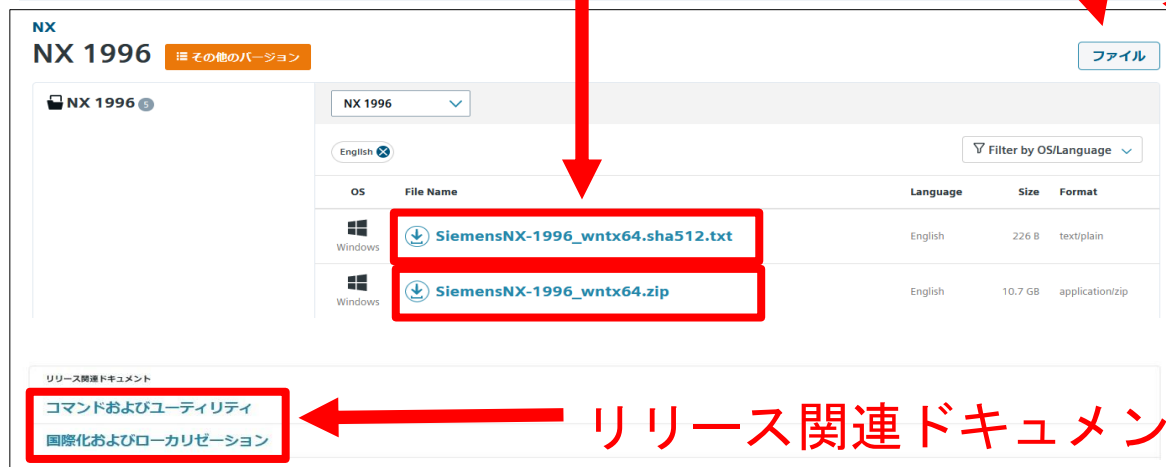 NX
NX 1996
その他のバージョン
ファイル
NX 1996 5
NX 1996
English
Filter by OS/Language
OS File Name Language Size Format
Windows SiemensNX-1996_wntx64.sha512.txt English 226 B text/plain
Windows SiemensNX-1996_wntx64.zip English 10.7 GB application/zip
リリース関連ドキュメント
コマンドおよびユーティリティ
国際化およびローカリゼーション
リリース関連ドキュメン